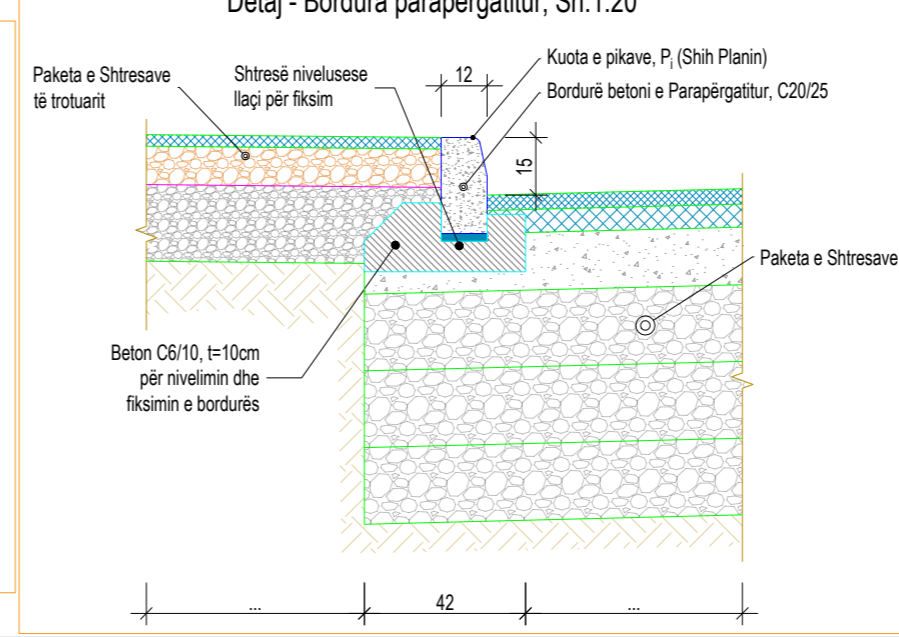 Detaj - Bordura parapërgatitur, Sh.1:20
Paketa e Shtresave
të trotuarit
Shtresë nivelusese
llaçi për fiksim
12
Kuota e pikave, Pi (Shih Planin)
Bordurë betoni e Parapërgatitur, C20/25
15
Paketa e Shtresave
Beton C6/10, t=10cm
për nivelimin dhe
fiksimin e bordurës
...
42
...